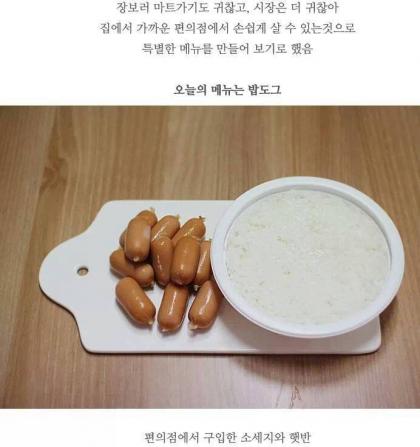 장보러 마트가기도 귀찮고, 시장은 더 귀찮아
집에서 가까운 편의점에서 손쉽게 살 수 있는것으로
특별한 메뉴를 만들어 보기로 했음
오늘의 메뉴는 밥도그
편의점에서 구입한 소세지와 햇반